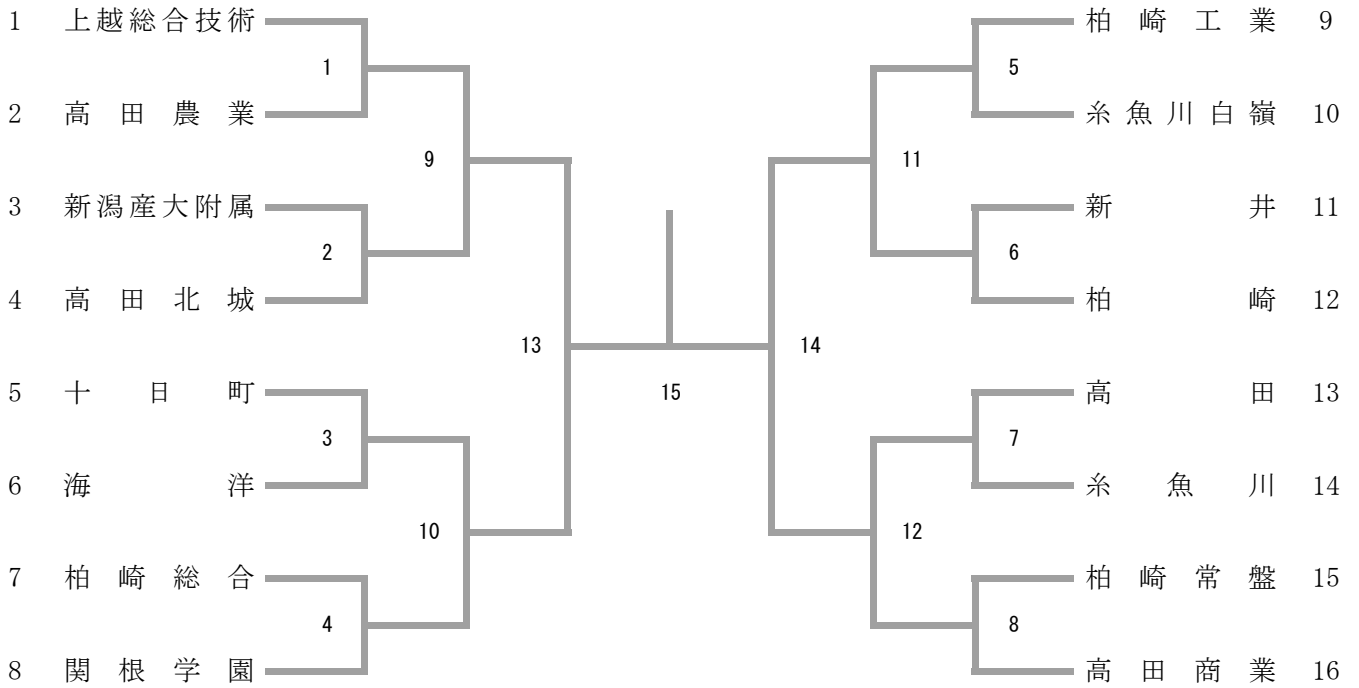 1 上越総合技術
2 高田農業
3 新潟産大附属
4 高田北城
5 十日町
6 海洋
7 柏崎総合
8 関根学園
1
2
3
4
9
10
13
15
14
11
12
5
6
7
8
柏崎工業 9
糸魚川白嶺 10
新井 11
柏崎 12
高田 13
糸魚川 14
柏崎常盤 15
高田商業 16